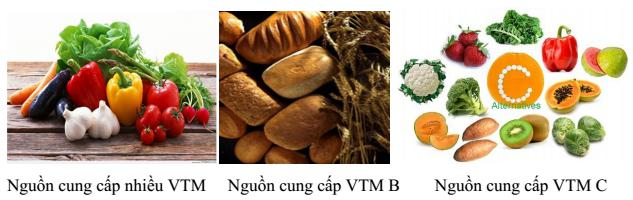 C
Alternatives
Nguồn cung cấp nhiều VTM
Nguồn cung cấp VTM B
Nguồn cung cấp VTM C